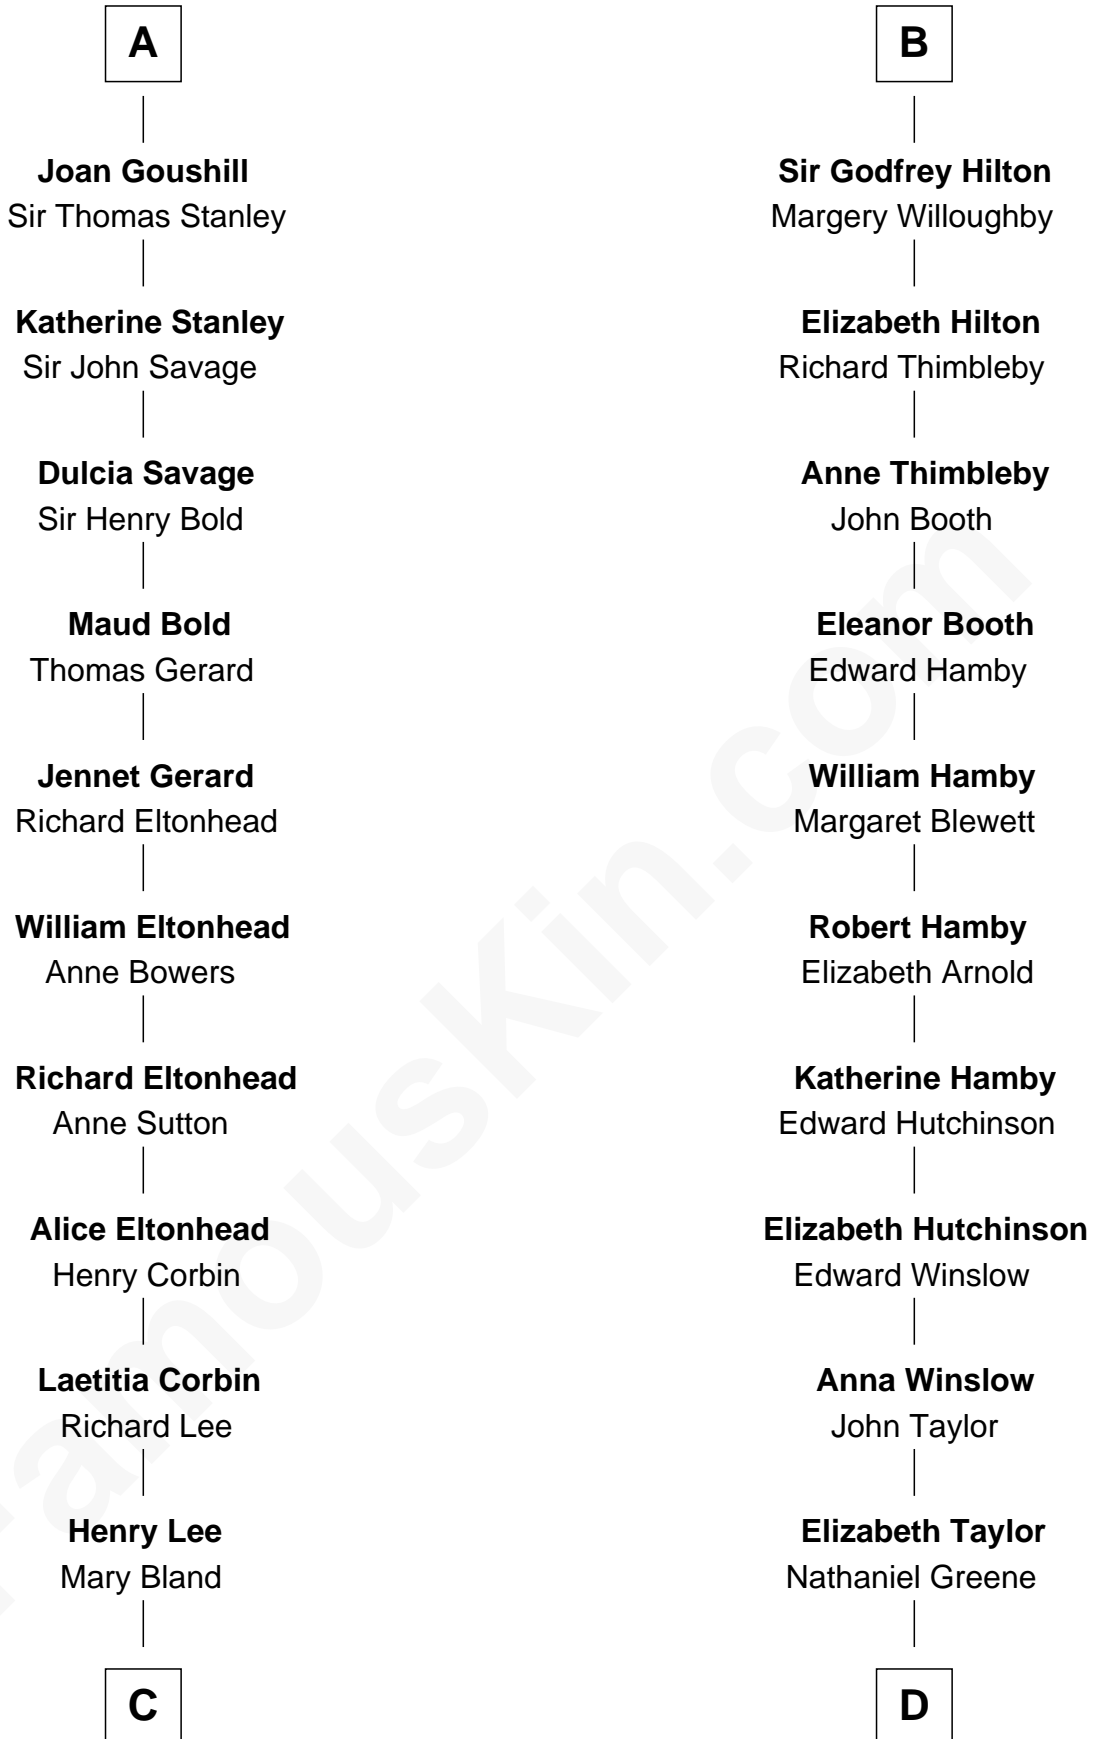 A
Joan Goushill
Sir Thomas Stanley
Katherine Stanley
Sir John Savage
Dulcia Savage
Sir Henry Bold
Maud Bold
Thomas Gerard
Jennet Gerard
Richard Eltonhead
William Eltonhead
Anne Bowers
Richard Eltonhead
Anne Sutton
Alice Eltonhead
Henry Corbin
Laetitia Corbin
Richard Lee
Henry Lee
Mary Bland
C
B
Sir Godfrey Hilton
Margery Willoughby
Elizabeth Hilton
Richard Thimbleby
Anne Thimbleby
John Booth
Eleanor Booth
Edward Hamby
William Hamby
Margaret Blewett
Robert Hamby
Elizabeth Arnold
Katherine Hamby
Edward Hutchinson
Elizabeth Hutchinson
Edward Winslow
Anna Winslow
John Taylor
Elizabeth Taylor
Nathaniel Greene
D
FamousKin.com